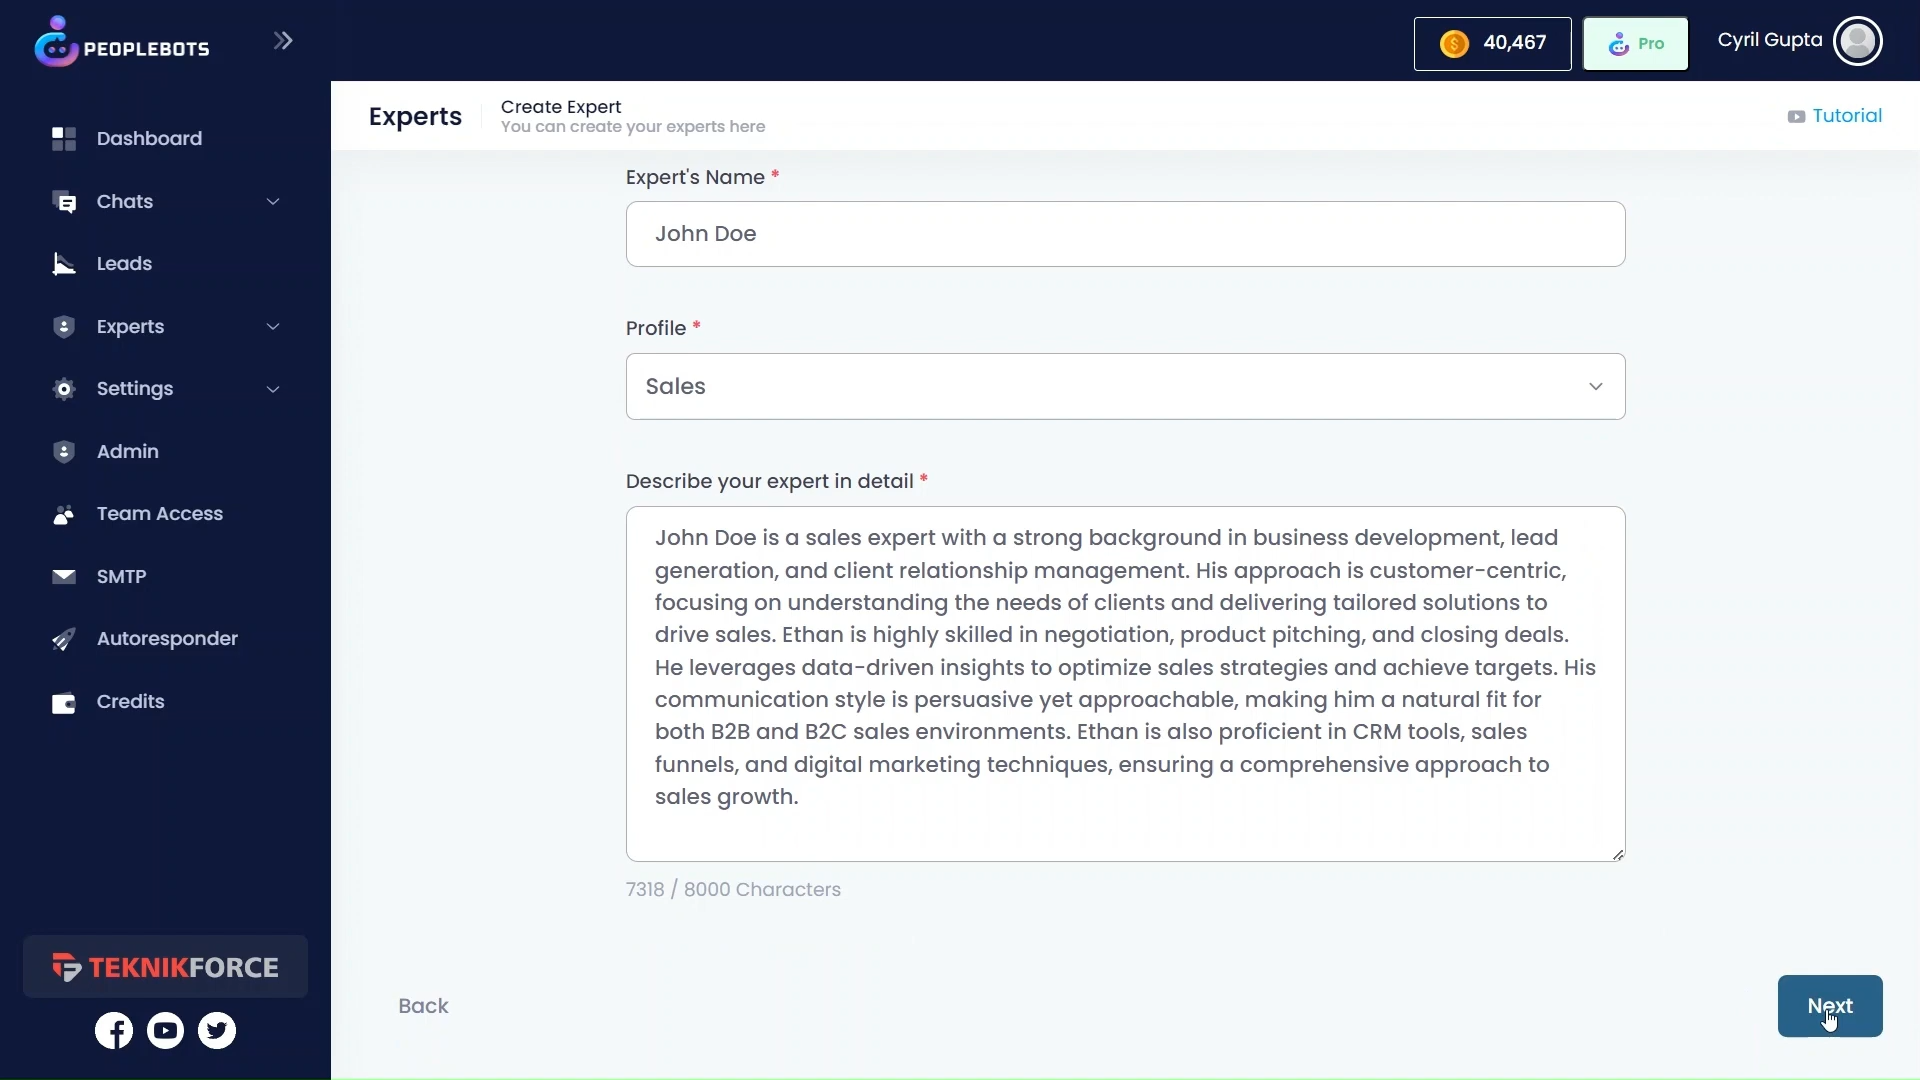 PEOPLEBOTS
40,467
Pro
Cyril Gupta
Dashboard
Chats
Leads
Experts
Settings
Admin
Team Access
SMTP
Autoresponder
Credits
TEKNIKFORCE
Experts
Create Expert
You can create your experts here
Tutorial
Expert's Name *
John Doe
Profile *
Sales
Describe your expert in detail *
John Doe is a sales expert with a strong background in business development, lead
generation, and client relationship management. His approach is customer-centric,
focusing on understanding the needs of clients and delivering tailored solutions to
drive sales. Ethan is highly skilled in negotiation, product pitching, and closing deals.
He leverages data-driven insights to optimize sales strategies and achieve targets. His
communication style is persuasive yet approachable, making him a natural fit for
both B2B and B2C sales environments. Ethan is also proficient in CRM tools, sales
funnels, and digital marketing techniques, ensuring a comprehensive approach to
sales growth.
7318 / 8000 Characters
Back
Next